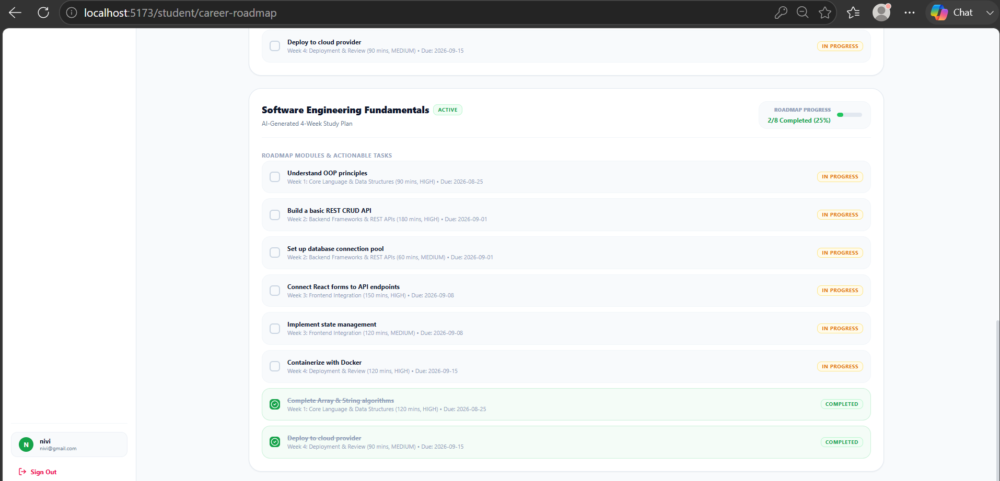 localhost:5173/student/career-roadmap
Chat
Deploy to cloud provider
Week 4: Deployment & Review (90 mins, MEDIUM) • Due: 2026-09-15
IN PROGRESS
Software Engineering Fundamentals
ACTIVE
AI-Generated 4-Week Study Plan
ROADMAP PROGRESS
2/8 Completed (25%)
ROADMAP MODULES & ACTIONABLE TASKS
Understand OOP principles
Week 1: Core Language & Data Structures (90 mins, HIGH) • Due: 2026-08-25
IN PROGRESS
Build a basic REST CRUD API
Week 2: Backend Frameworks & REST APIs (180 mins, HIGH) • Due: 2026-09-01
IN PROGRESS
Set up database connection pool
Week 2: Backend Frameworks & REST APIs (60 mins, MEDIUM) • Due: 2026-09-01
IN PROGRESS
Connect React forms to API endpoints
Week 3: Frontend Integration (150 mins, HIGH) • Due: 2026-09-08
IN PROGRESS
Implement state management
Week 3: Frontend Integration (120 mins, MEDIUM) • Due: 2026-09-08
IN PROGRESS
Containerize with Docker
Week 4: Deployment & Review (120 mins, HIGH) • Due: 2026-09-15
IN PROGRESS
Complete Array & String algorithms
Week 1: Core Language & Data Structures (120 mins, HIGH) • Due: 2026-08-25
COMPLETED
Deploy to cloud provider
Week 4: Deployment & Review (90 mins, MEDIUM) • Due: 2026-09-15
COMPLETED
N
nivi
nivi@gmail.com
Sign Out